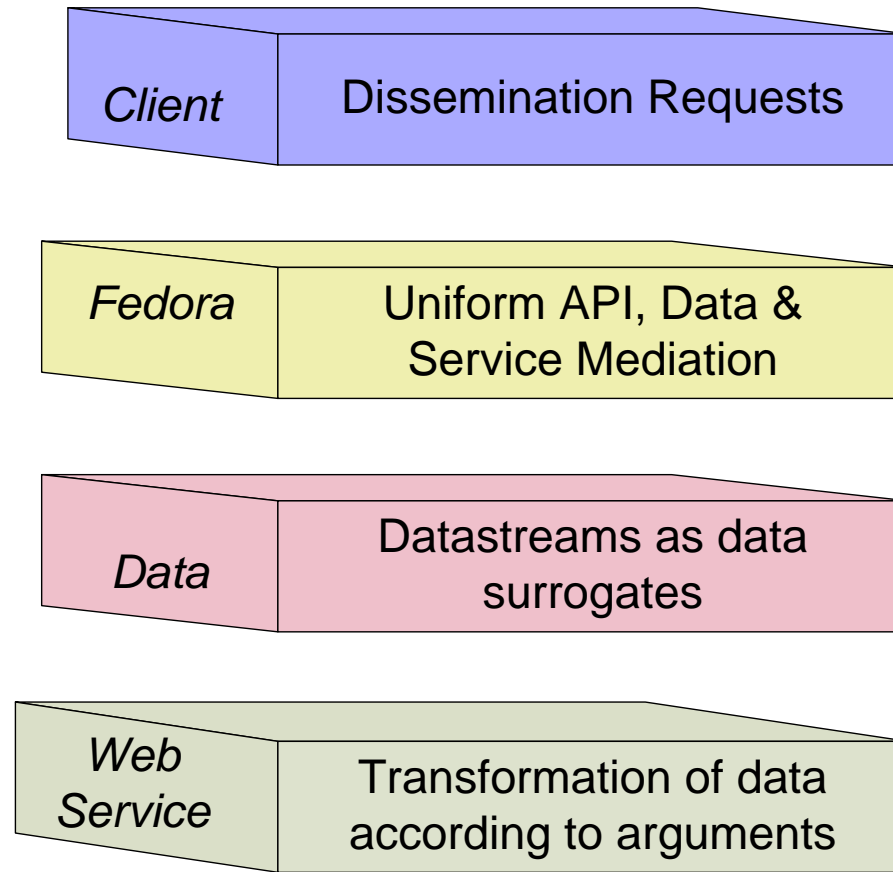 Client
Dissemination Requests
Fedora
Uniform API, Data &
Service Mediation
Data
Datastreams as data
surrogates
Web
Service
Transformation of data
according to arguments